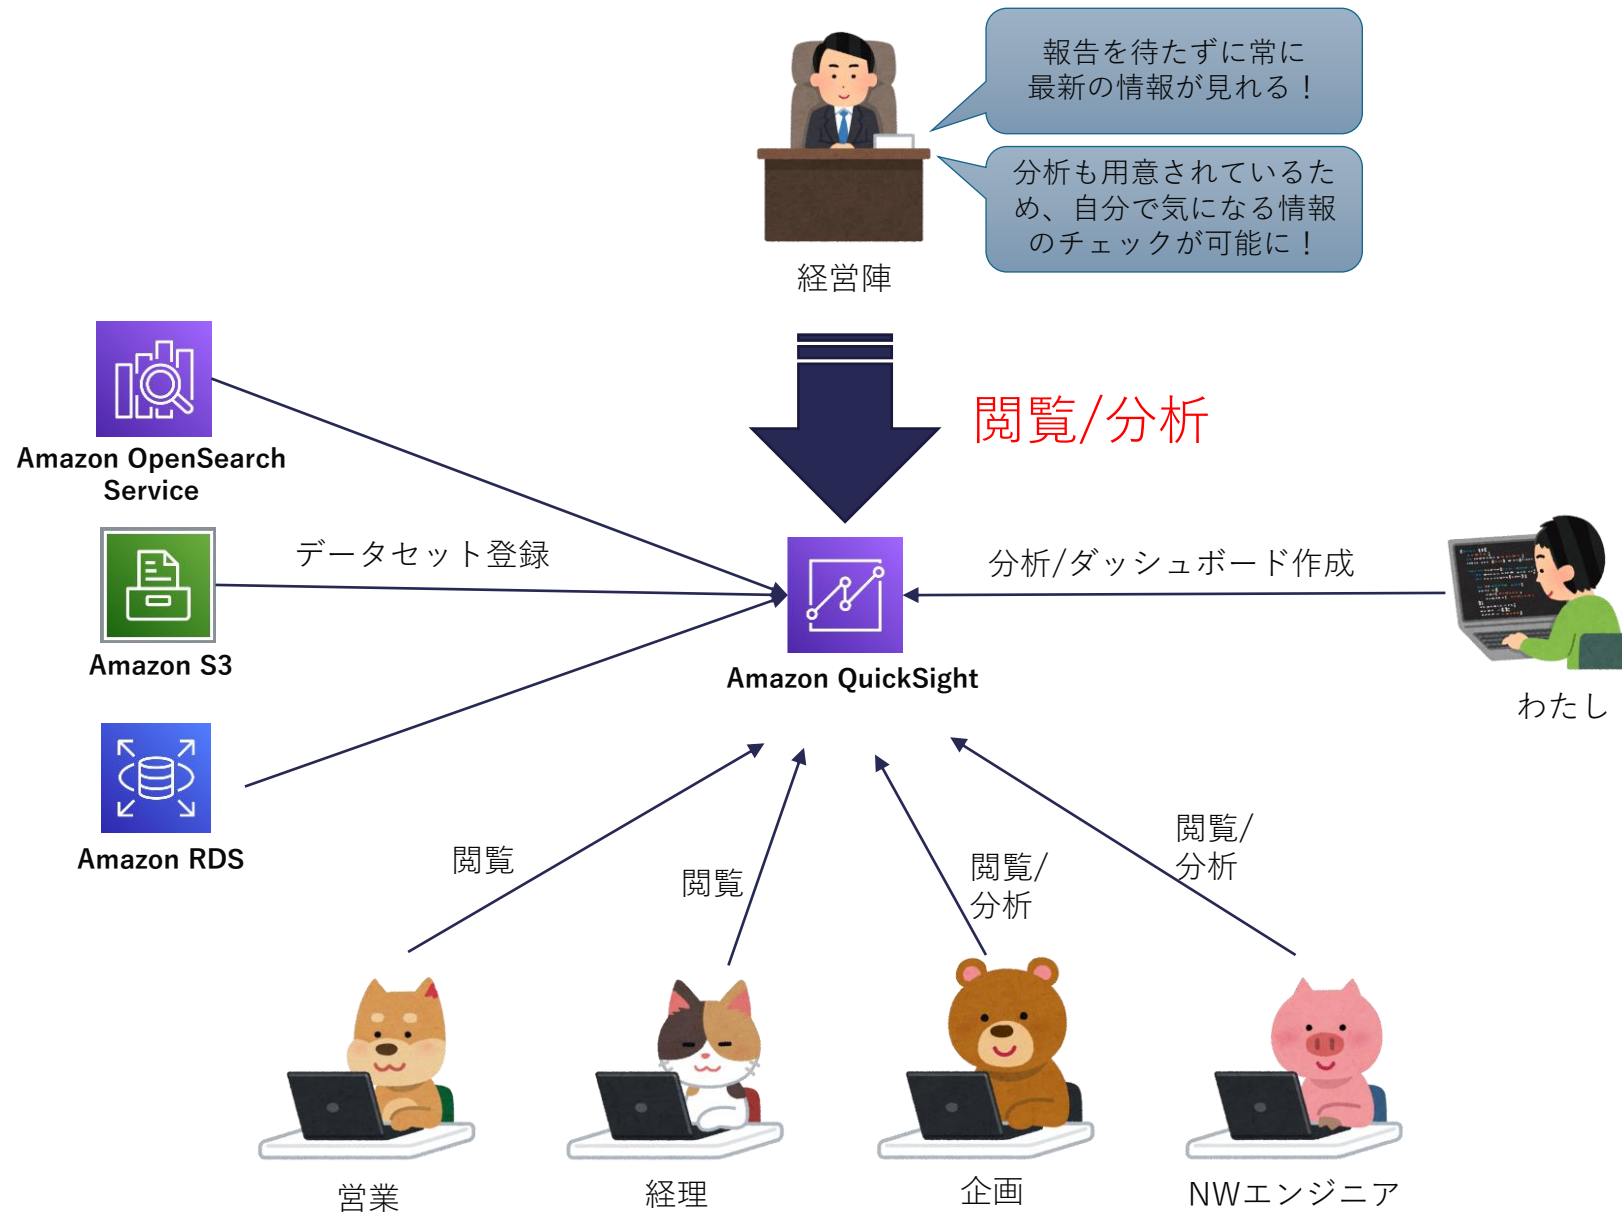 報告を待たずに常に
最新の情報が見れる！
分析も用意されているた
め、自分で気になる情報
のチェックが可能に！
経営陣
閲覧/分析
Amazon OpenSearch
Service
データセット登録
Amazon S3
Amazon RDS
Amazon QuickSight
分析/ダッシュボード作成
わたし
閲覧
閲覧
閲覧/
分析
閲覧/
分析
営業
経理
企画
NWエンジニア